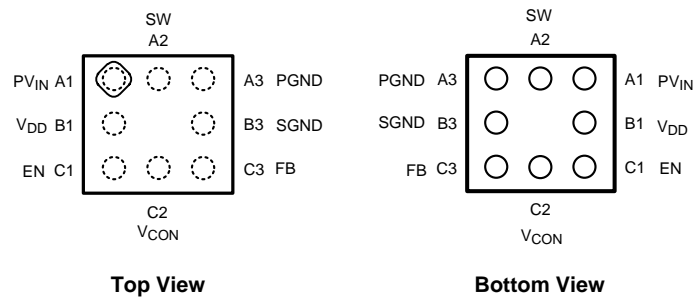 SW
A2
PVIN A1
A3 PGND
VDD B1
B3 SGND
EN C1
C3 FB
C2
VCON
Top View
SW
A2
PGND A3
A1 PVIN
SGND B3
B1 VDD
FB C3
C1 EN
C2
VCON
Bottom View